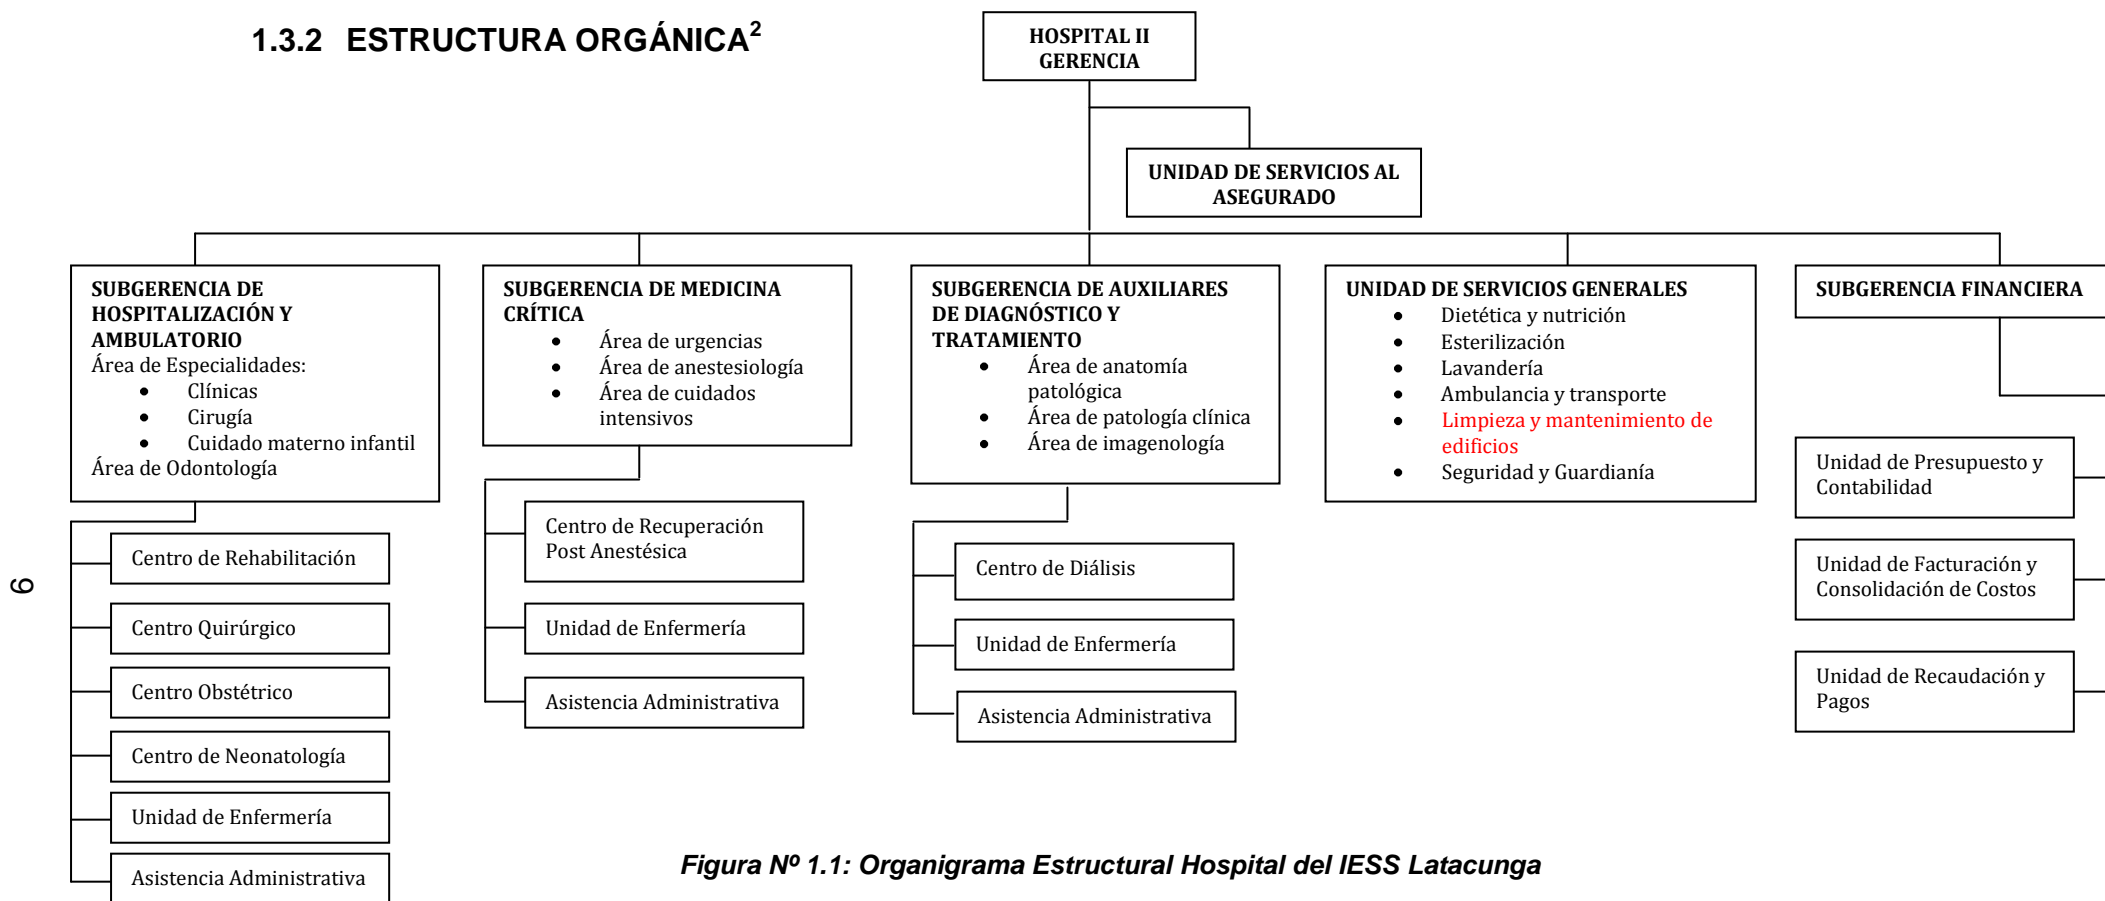 1.3.2 ESTRUCTURA ORGÁNICA2
HOSPITAL II
GERENCIA
UNIDAD DE SERVICIOS AL
ASEGURADO
SUBGERENCIA DE
HOSPITALIZACIÓN Y
AMBULATORIO
Área de Especialidades:
• Clínicas
• Cirugía
• Cuidado materno infantil
Área de Odontología
Centro de Rehabilitación
Centro Quirúrgico
Centro Obstétrico
Centro de Neonatología
Unidad de Enfermería
Asistencia Administrativa
SUBGERENCIA DE MEDICINA
CRÍTICA
• Área de urgencias
• Área de anestesiología
• Área de cuidados
intensivos
Centro de Recuperación
Post Anestésica
Unidad de Enfermería
Asistencia Administrativa
SUBGERENCIA DE AUXILIARES
DE DIAGNÓSTICO Y
TRATAMIENTO
• Área de anatomía
patológica
• Área de patología clínica
• Área de imagenología
Centro de Diálisis
Unidad de Enfermería
Asistencia Administrativa
UNIDAD DE SERVICIOS GENERALES
• Dietética y nutrición
• Esterilización
• Lavandería
• Ambulancia y transporte
• Limpieza y mantenimiento de
edificios
• Seguridad y Guardianía
SUBGERENCIA FINANCIERA
Unidad de Presupuesto y
Contabilidad
Unidad de Facturación y
Consolidación de Costos
Unidad de Recaudación y
Pagos
Figura Nº 1.1: Organigrama Estructural Hospital del IESS Latacunga